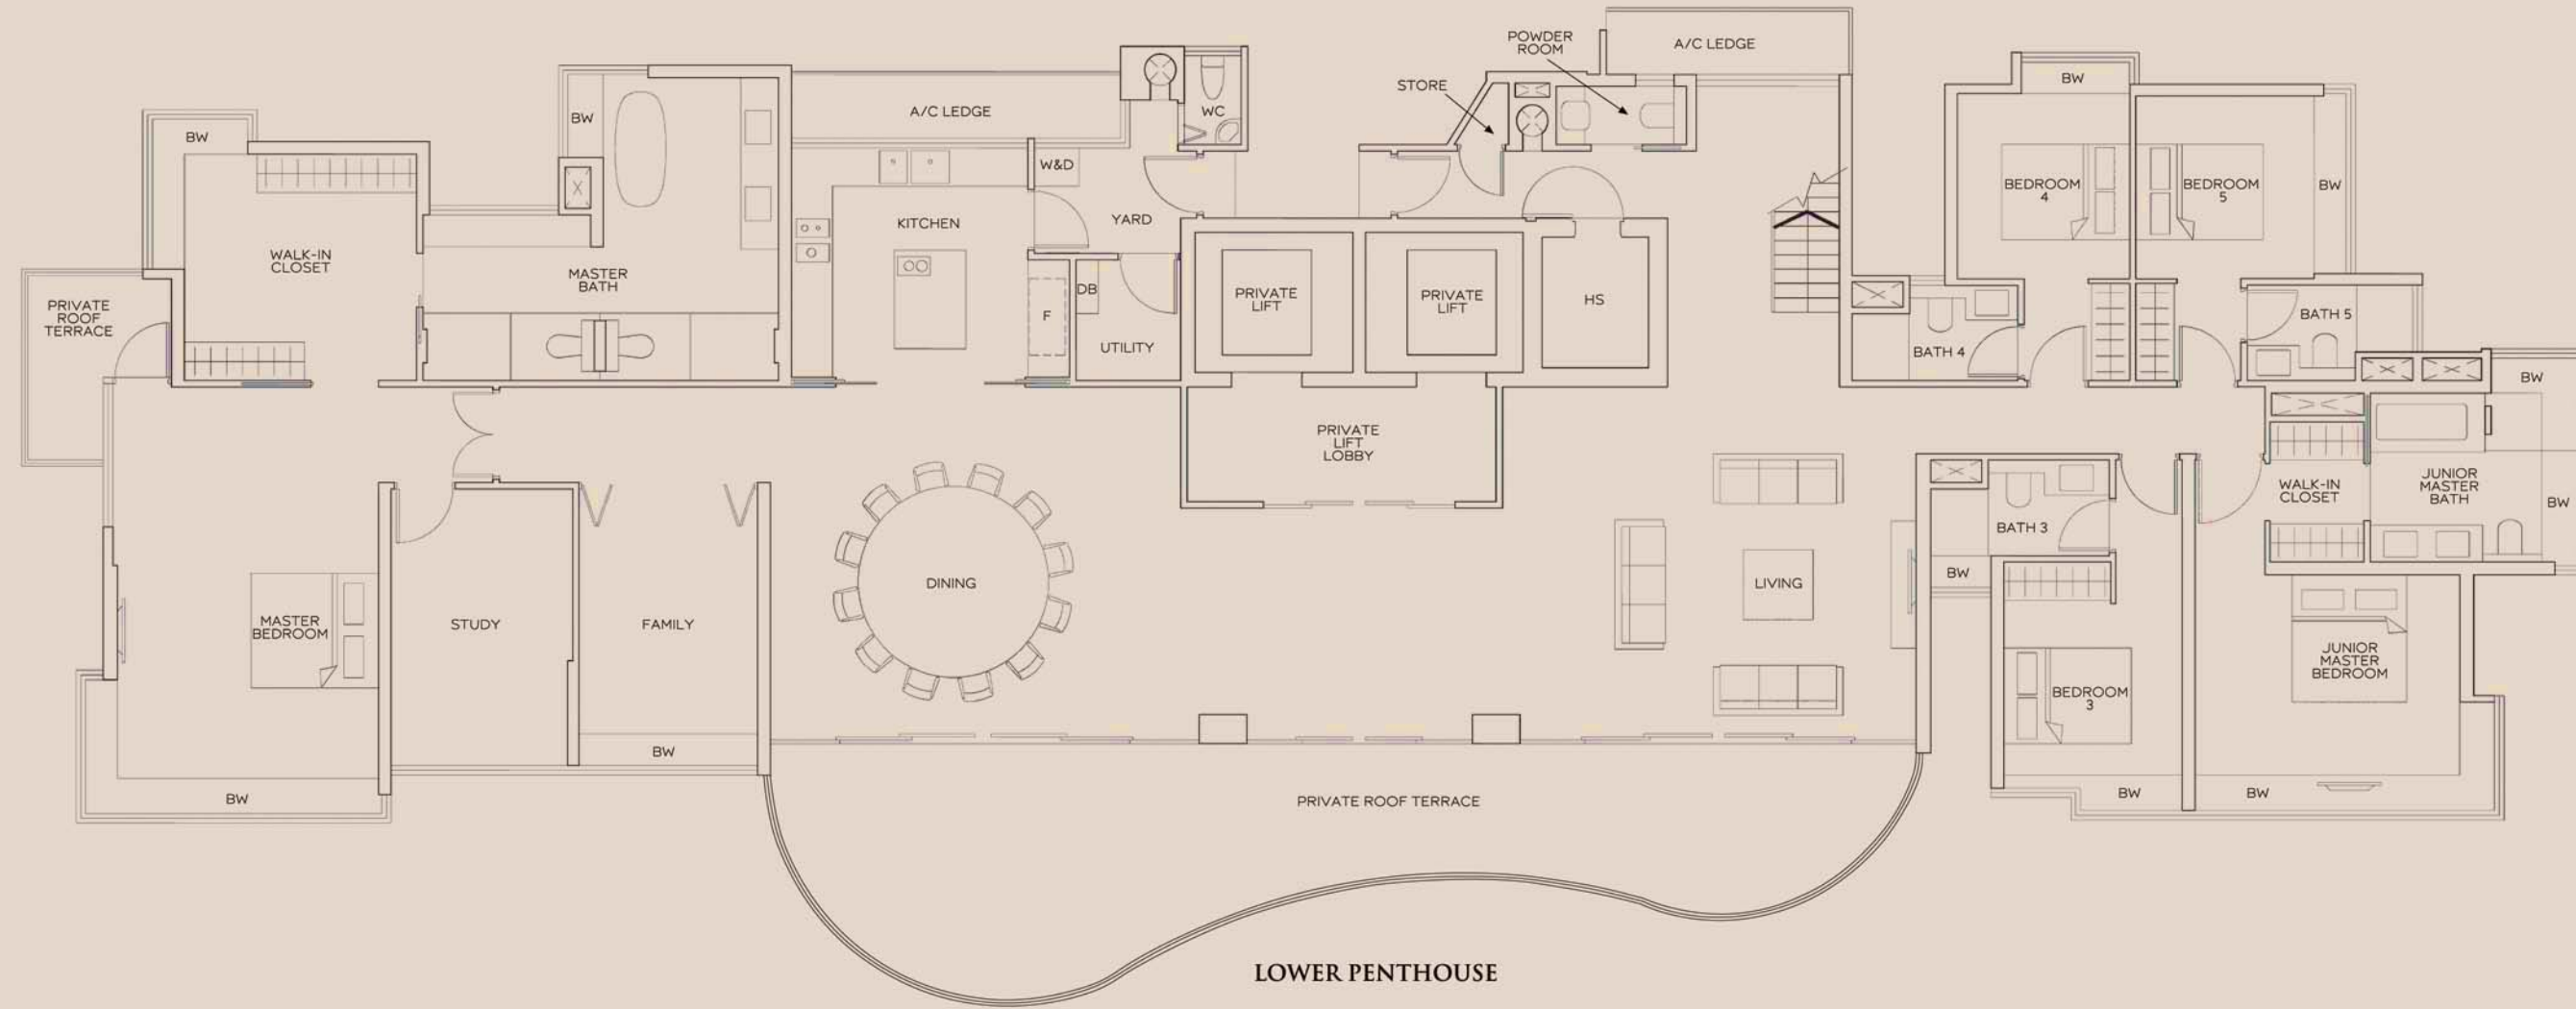 POWDER
ROOM
A/C LEDGE
STORE
BW
BW
A/C LEDGE
WC
BW
W&D
BEDROOM
4
BEDROOM
5
BW
YARD
KITCHEN
WALK-IN
CLOSET
MASTER
BATH
PRIVATE
ROOF
TERRACE
DB
PRIVATE
LIFT
PRIVATE
LIFT
HS
F
BATH 5
UTILITY
BATH 4
BW
PRIVATE
LIFT
LOBBY
WALK-IN
CLOSET
JUNIOR
MASTER
BATH
BW
BATH 3
BW
DINING
LIVING
MASTER
BEDROOM
STUDY
FAMILY
JUNIOR
MASTER
BEDROOM
BEDROOM
3
BW
BW
PRIVATE ROOF TERRACE
BW
BW
LOWER PENTHOUSE